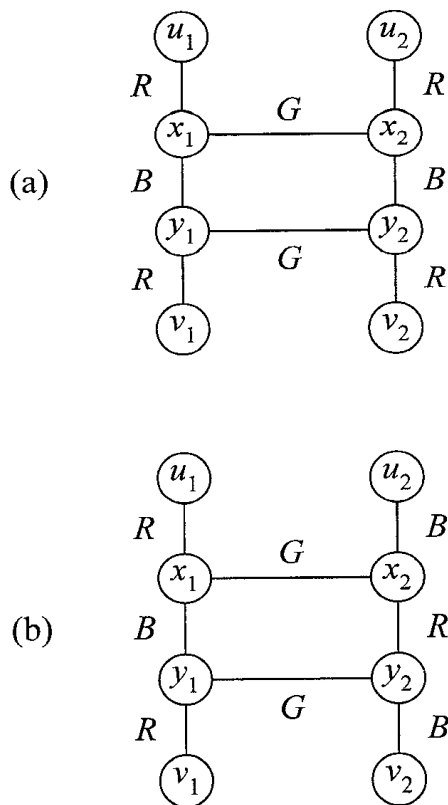 u1 u2
R R
G
x1 x2
(a) B B
y1 y2
G
R R
v1 v2
u1 u2
R B
G
x1 x2
(b) B R
y1 y2
G
R B
v1 v2